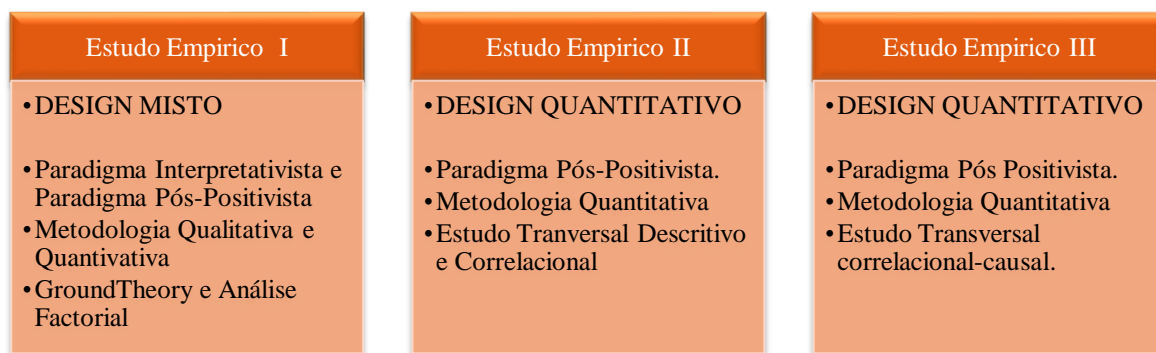 Estudo Empirico I
•DESIGN MISTO
•Paradigma Interpretativista e
Paradigma Pós-Positivista
•Metodologia Qualitativa e
Quantivativa
•GroundTheory e Análise
Factorial
Estudo Empirico II
•DESIGN QUANTITATIVO
•Paradigma Pós-Positivista.
•Metodologia Quantitativa
•Estudo Tranversal Descritivo
e Correlacional
Estudo Empirico III
•DESIGN QUANTITATIVO
•Paradigma Pós Positivista.
•Metodologia Quantitativa
•Estudo Transversal
correlacional-causal.